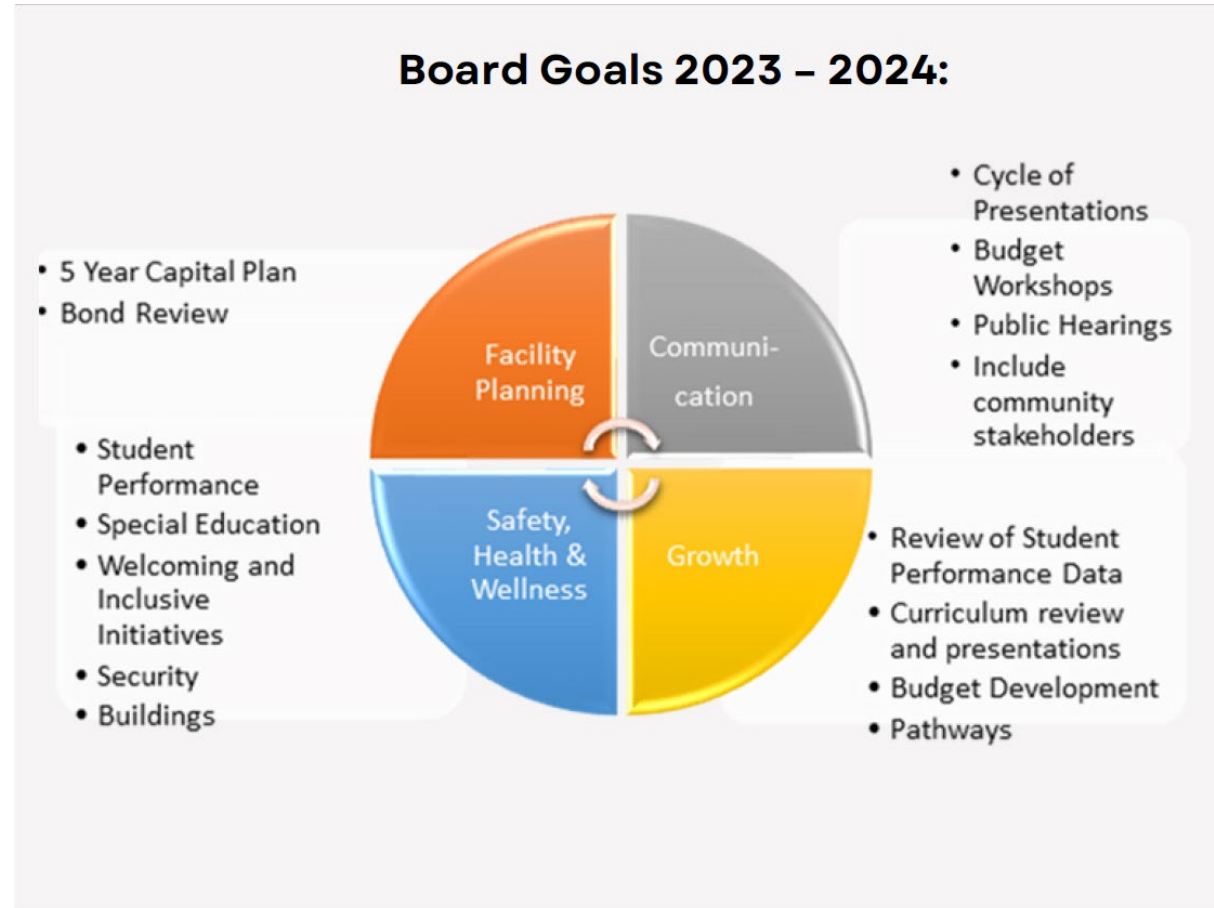 Board Goals 2023 – 2024:
• 5 Year Capital Plan
• Bond Review
Facility
Planning
Communi-
cation
• Cycle of
Presentations
• Budget
Workshops
• Public Hearings
• Include
community
stakeholders
• Student
Performance
• Special Education
• Welcoming and
Inclusive
Initiatives
• Security
• Buildings
Safety,
Health &
Wellness
Growth
• Review of Student
Performance Data
• Curriculum review
and presentations
• Budget Development
• Pathways